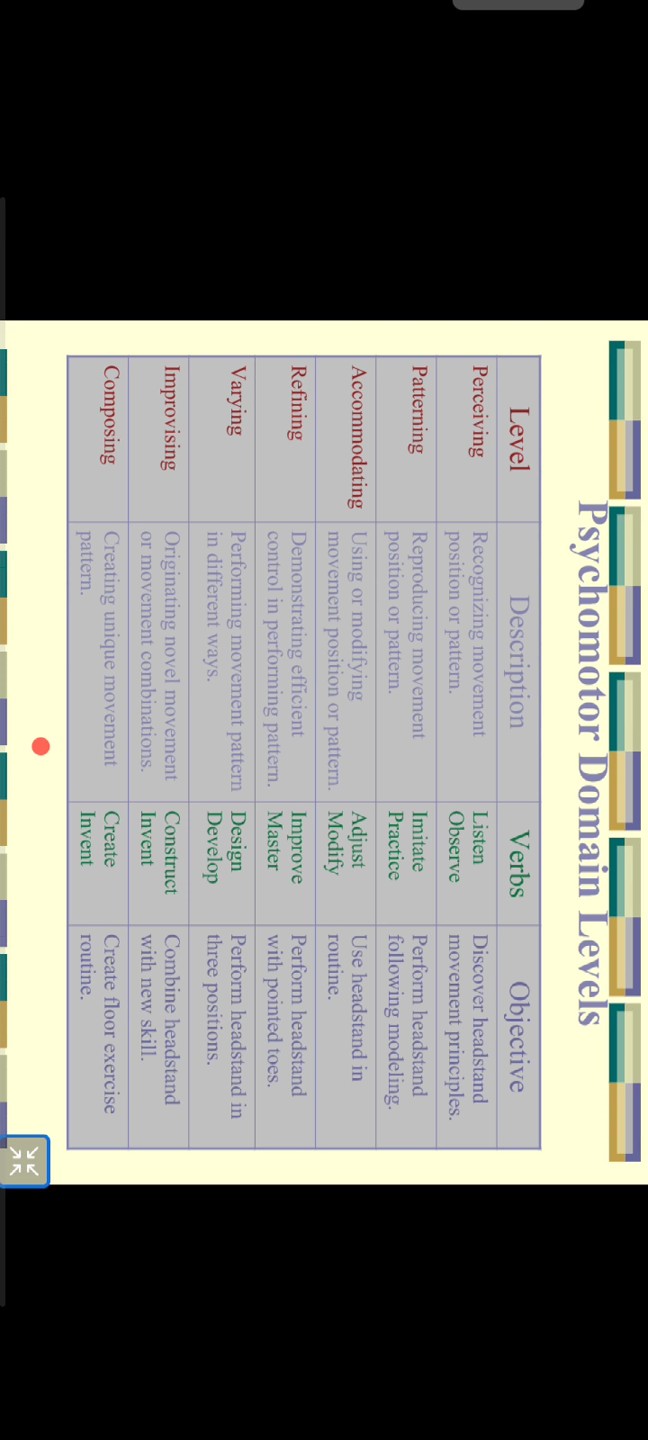 Psychomotor Domain Levels
Level Description Verbs Objective
Perceiving Recognizing movement Listen Discover headstand
position or pattern. Observe movement principles.
Patterning Reproducing movement Imitate Perform headstand
position or pattern. Practice following modeling.
Accommodating Using or modifying Adjust Use headstand in
movement position or pattern. Modify routine.
Refining Demonstrating efficient Improve Perform headstand
control in performing pattern. Master with pointed toes.
Varying Performing movement pattern Design Perform headstand in
in different ways. Develop three positions.
Improvising Originating novel movement Construct Combine headstand
or movement combinations. Invent with new skill.
Composing Creating unique movement Create Create floor exercise
pattern. Invent routine.